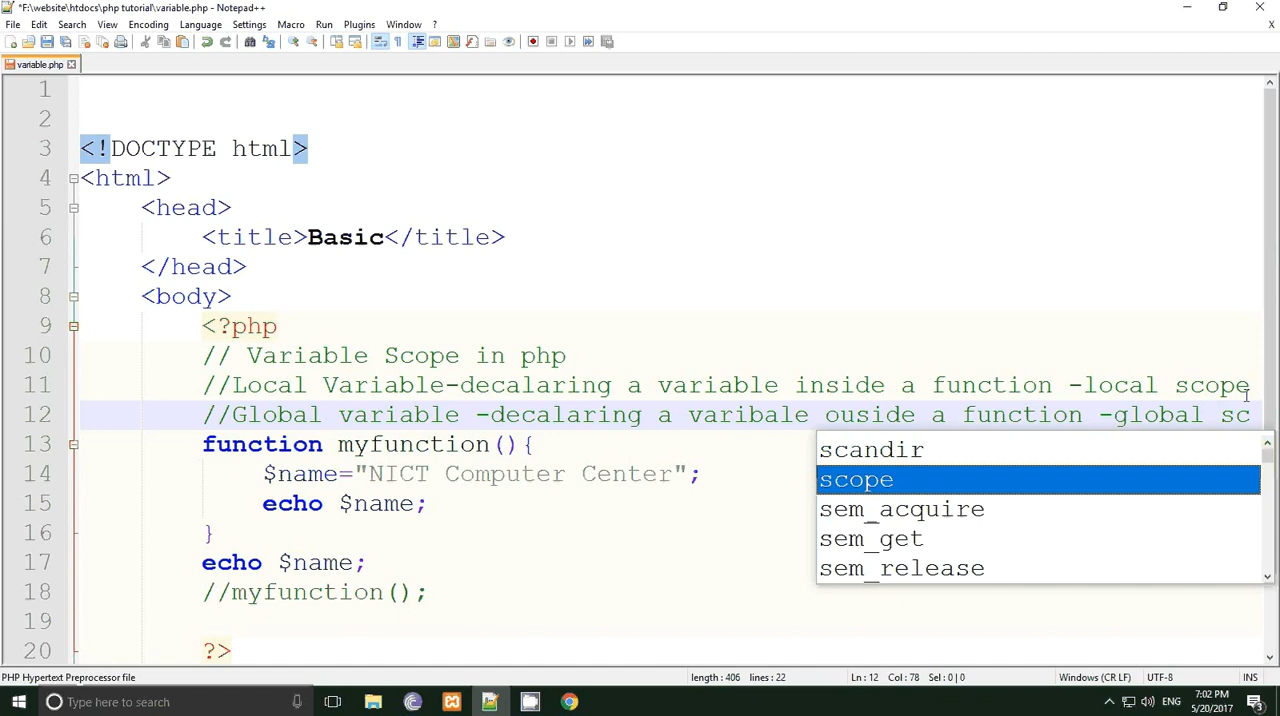 *F:\website\htdocs\php tutorial\variable.php - Notepad++
File Edit Search View Encoding Language Settings Macro Run Plugins Window ?
X
variable.php
1
2
3 <!DOCTYPE html>
4 <html>
5 <head>
6 <title>Basic</title>
7 </head>
8 <body>
9 <?php
10 // Variable Scope in php
11 //Local Variable-decalaring a variable inside a function -local scope
12 //Global variable -decalaring a varibale ouside a function -global sc
13 function myfunction(){
14 $name="NICT Computer Center";
15 echo $name;
16 }
17 echo $name;
18 //myfunction();
19
20 ?>
scandir
scope
sem_acquire
sem_get
sem_release
PHP Hypertext Preprocessor file length : 406 lines : 22 Ln : 12 Col : 78 Sel : 0 | 0 Windows (CR LF) UTF-8 INS
Type here to search ENG 7:02 PM
5/20/2017 3